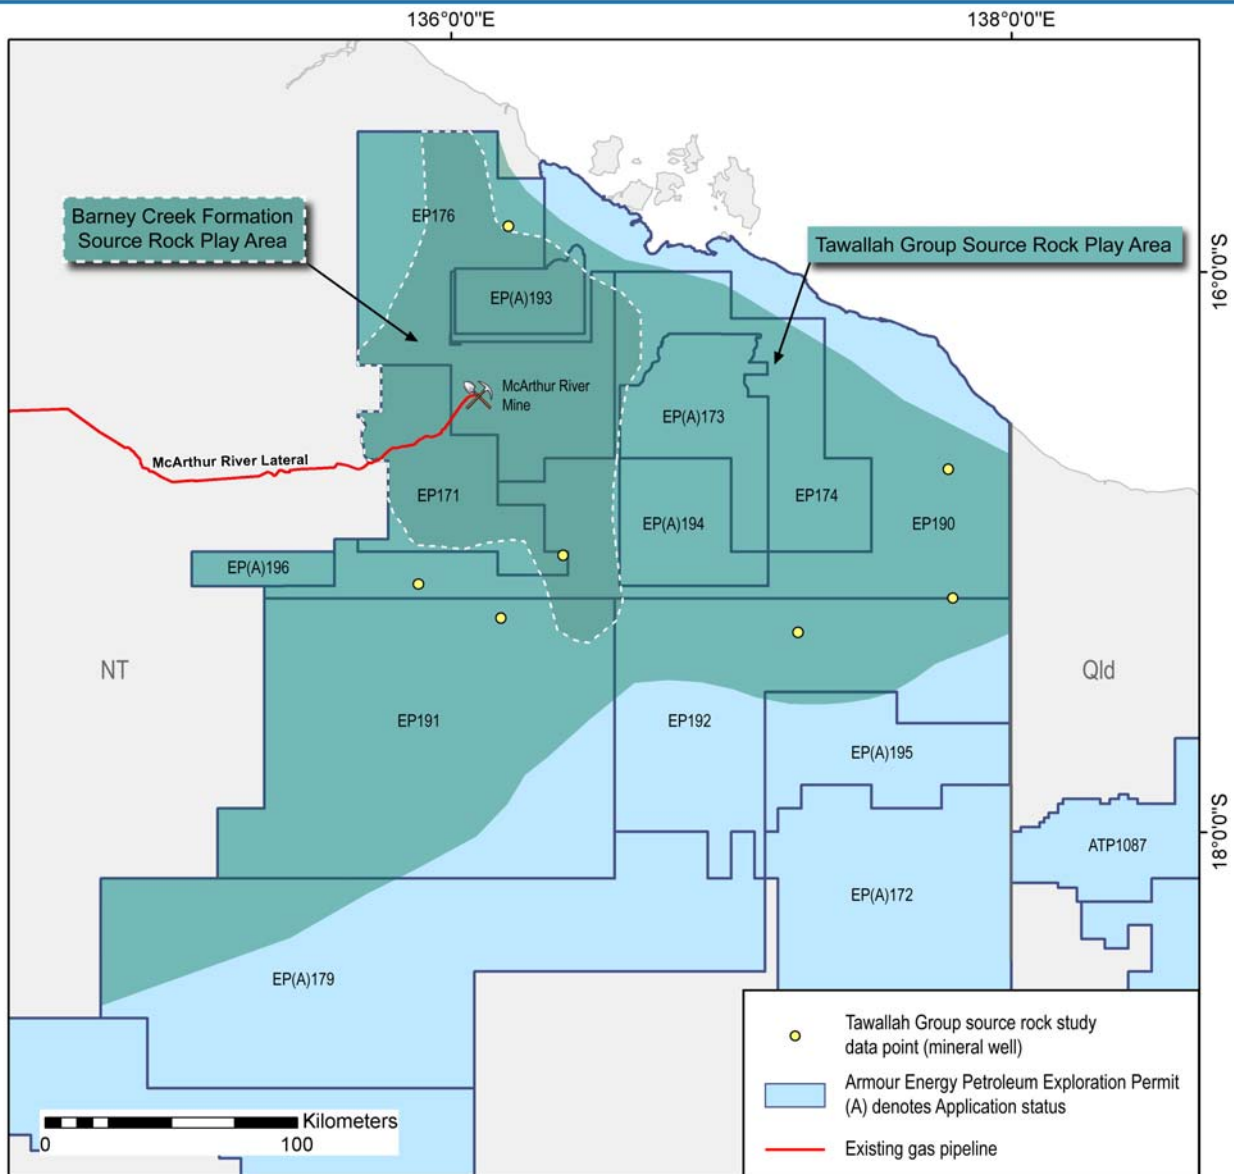 136°0'0"E
138°0'0"E
Barney Creek Formation
Source Rock Play Area
EP176
Tawallah Group Source Rock Play Area
16°0'0"S
EP(A)193
McArthur River
Mine
EP(A)173
McArthur River Lateral
EP171
EP(A)194
EP174
EP190
EP(A)196
NT
Qld
EP191
EP192
EP(A)195
18°0'0"S
ATP1087
EP(A)172
EP(A)179
Tawallah Group source rock study
data point (mineral well)
Armour Energy Petroleum Exploration Permit
(A) denotes Application status
Existing gas pipeline
Kilometers
0
100